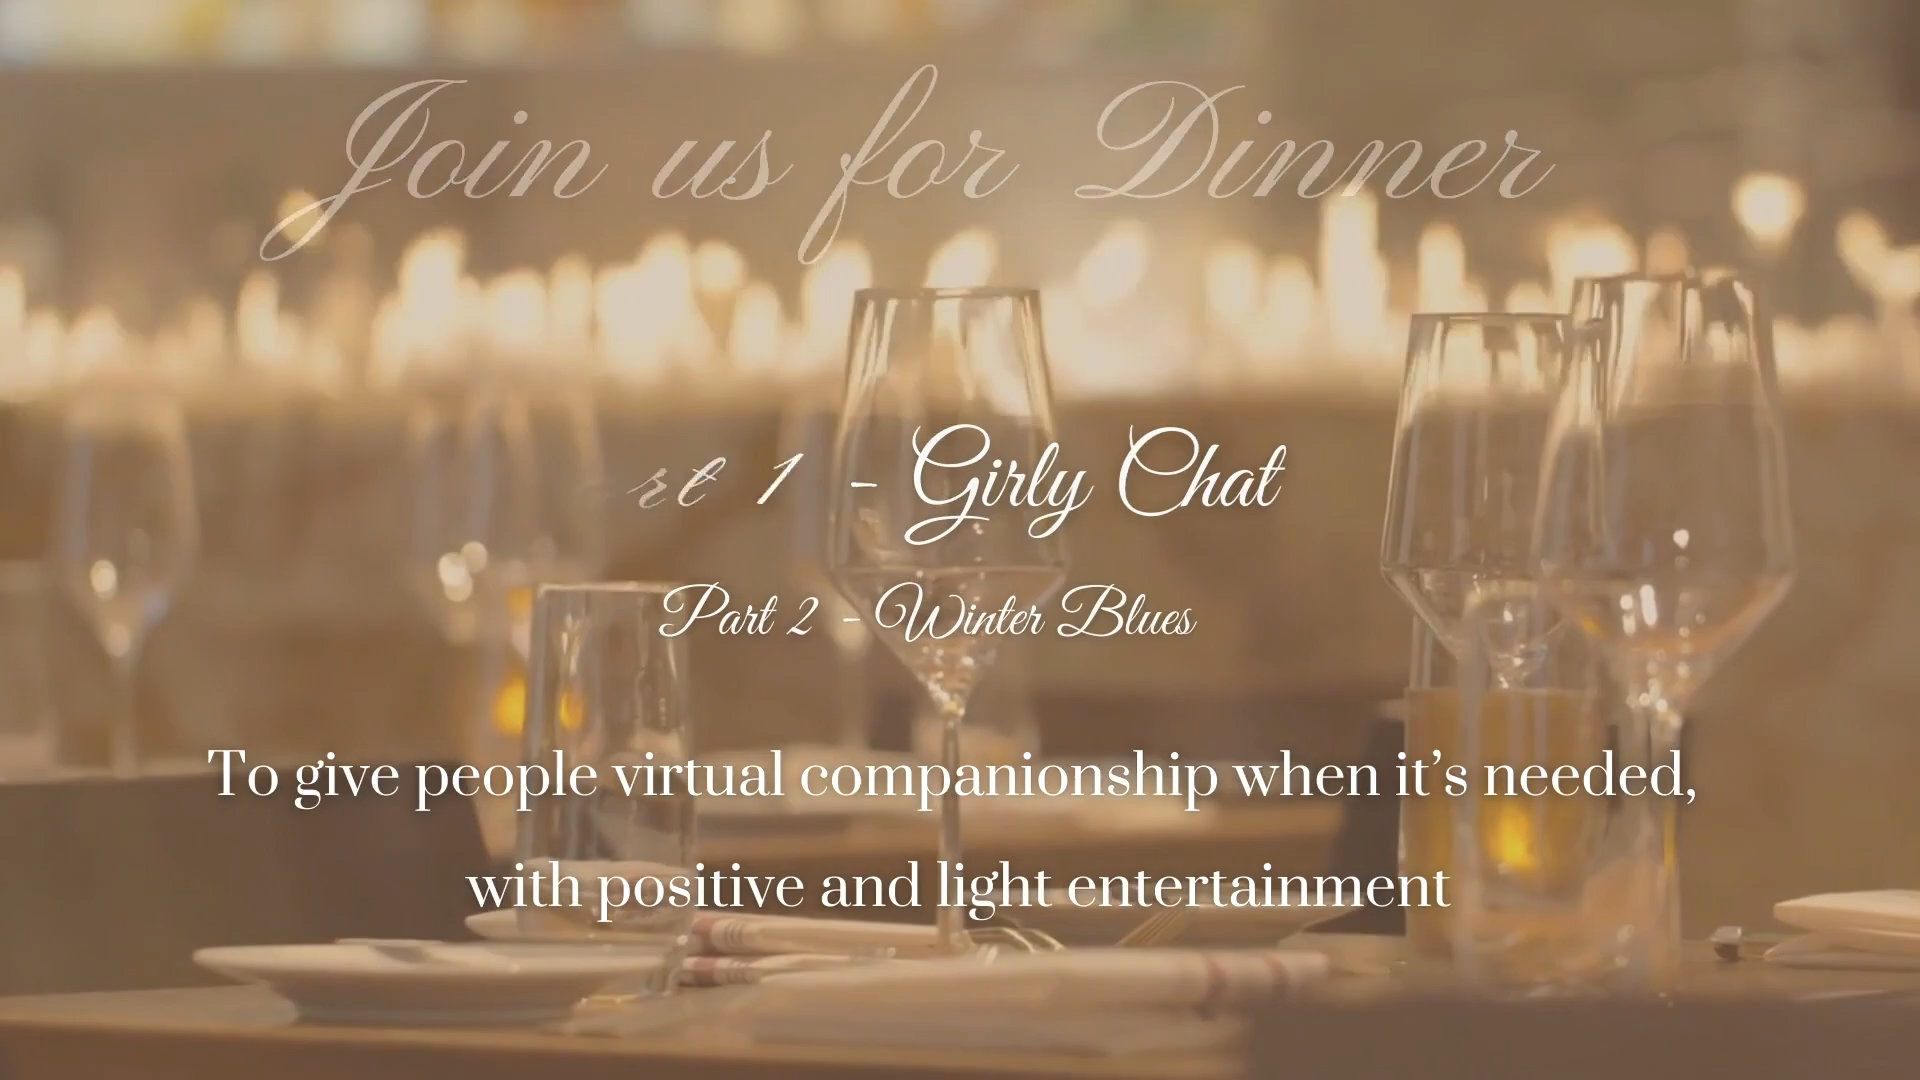 Join us for Dinner
rt 1 - Girly Chat
Part 2 - Winter Blues
To give people virtual companionship when it's needed,
with positive and light entertainment